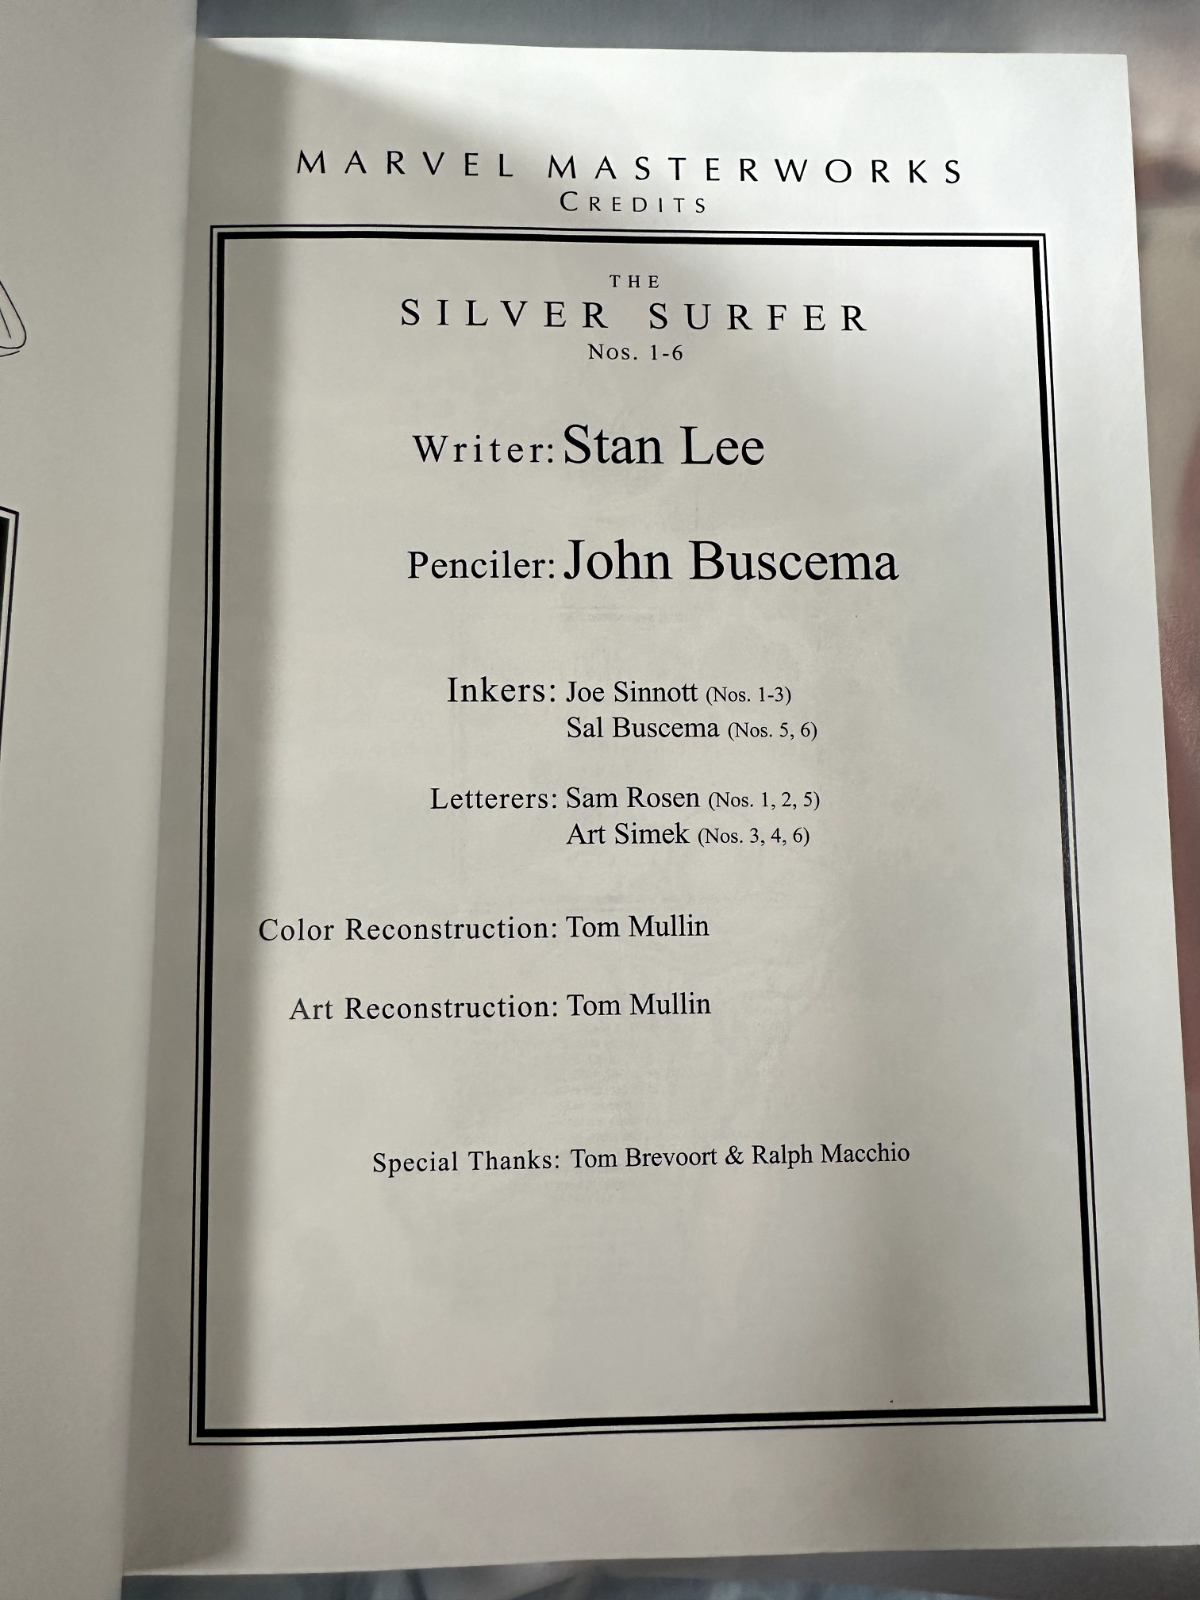 MARVEL MASTERWORKS
CREDITS
THE
SILVER SURFER
Nos. 1-6
Writer: Stan Lee
Penciler: John Buscema
Inkers: Joe Sinnott (Nos. 1-3)
Sal Buscema (Nos. 5, 6)
Letterers: Sam Rosen (Nos. 1, 2, 5)
Art Simek (Nos. 3, 4, 6)
Color Reconstruction: Tom Mullin
Art Reconstruction: Tom Mullin
Special Thanks: Tom Brevoort & Ralph Macchio